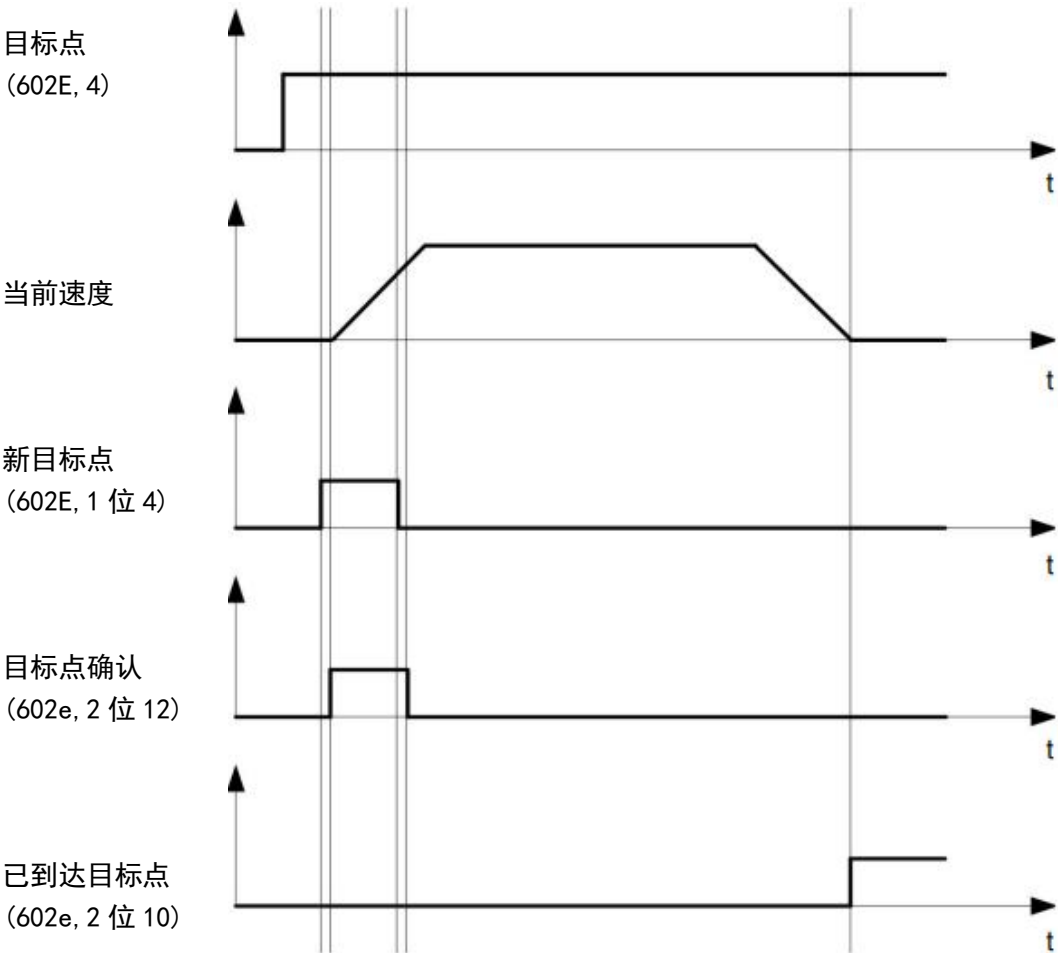 目标点
(602E,4)
t
当前速度
t
新目标点
(602E,1 位 4)
t
目标点确认
(602e,2 位 12)
t
已到达目标点
(602e,2 位 10)
t